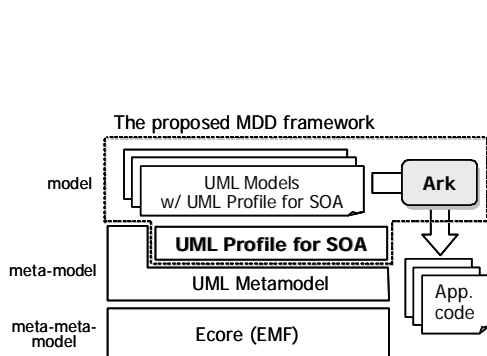 The proposed MDD framework
model
UML Models
w/ UML Profile for SOA
Ark
UML Profile for SOA
meta-model
UML Metamodel
App.
code
meta-meta-
model
Ecore (EMF)